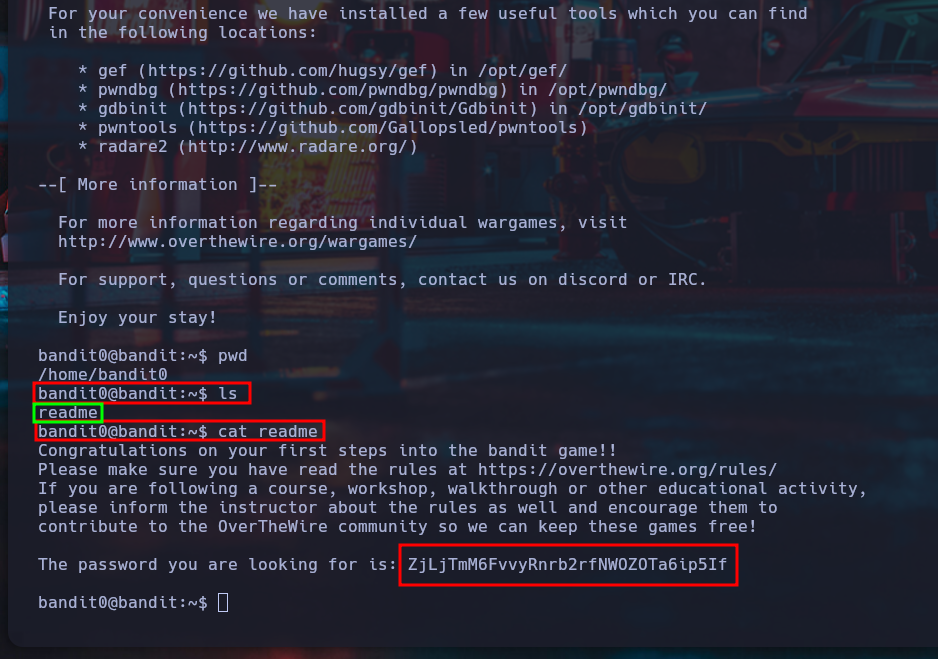 For your convenience we have installed a few useful tools which you can find
in the following locations:
* gef (https://github.com/hugsy/gef) in /opt/gef/
* pwndbg (https://github.com/pwndbg/pwndbg) in /opt/pwndbg/
* gdbinit (https://github.com/gdbinit/Gdbinit) in /opt/gdbinit/
* pwntools (https://github.com/Gallopsled/pwntools)
* radare2 (http://www.radare.org/)
--[ More information ]--
For more information regarding individual wargames, visit
http://www.overthewire.org/wargames/
For support, questions or comments, contact us on discord or IRC.
Enjoy your stay!
bandit0@bandit:~$ pwd
/home/bandit0
bandit0@bandit:~$ ls
readme
bandit0@bandit:~$ cat readme
Congratulations on your first steps into the bandit game!!
Please make sure you have read the rules at https://overthewire.org/rules/
If you are following a course, workshop, walkthrough or other educational activity,
please inform the instructor about the rules as well and encourage them to
contribute to the OverTheWire community so we can keep these games free!
The password you are looking for is: ZjLjTmM6FvvyRnrb2rfNWOZOTa6ip5If
bandit0@bandit:~$